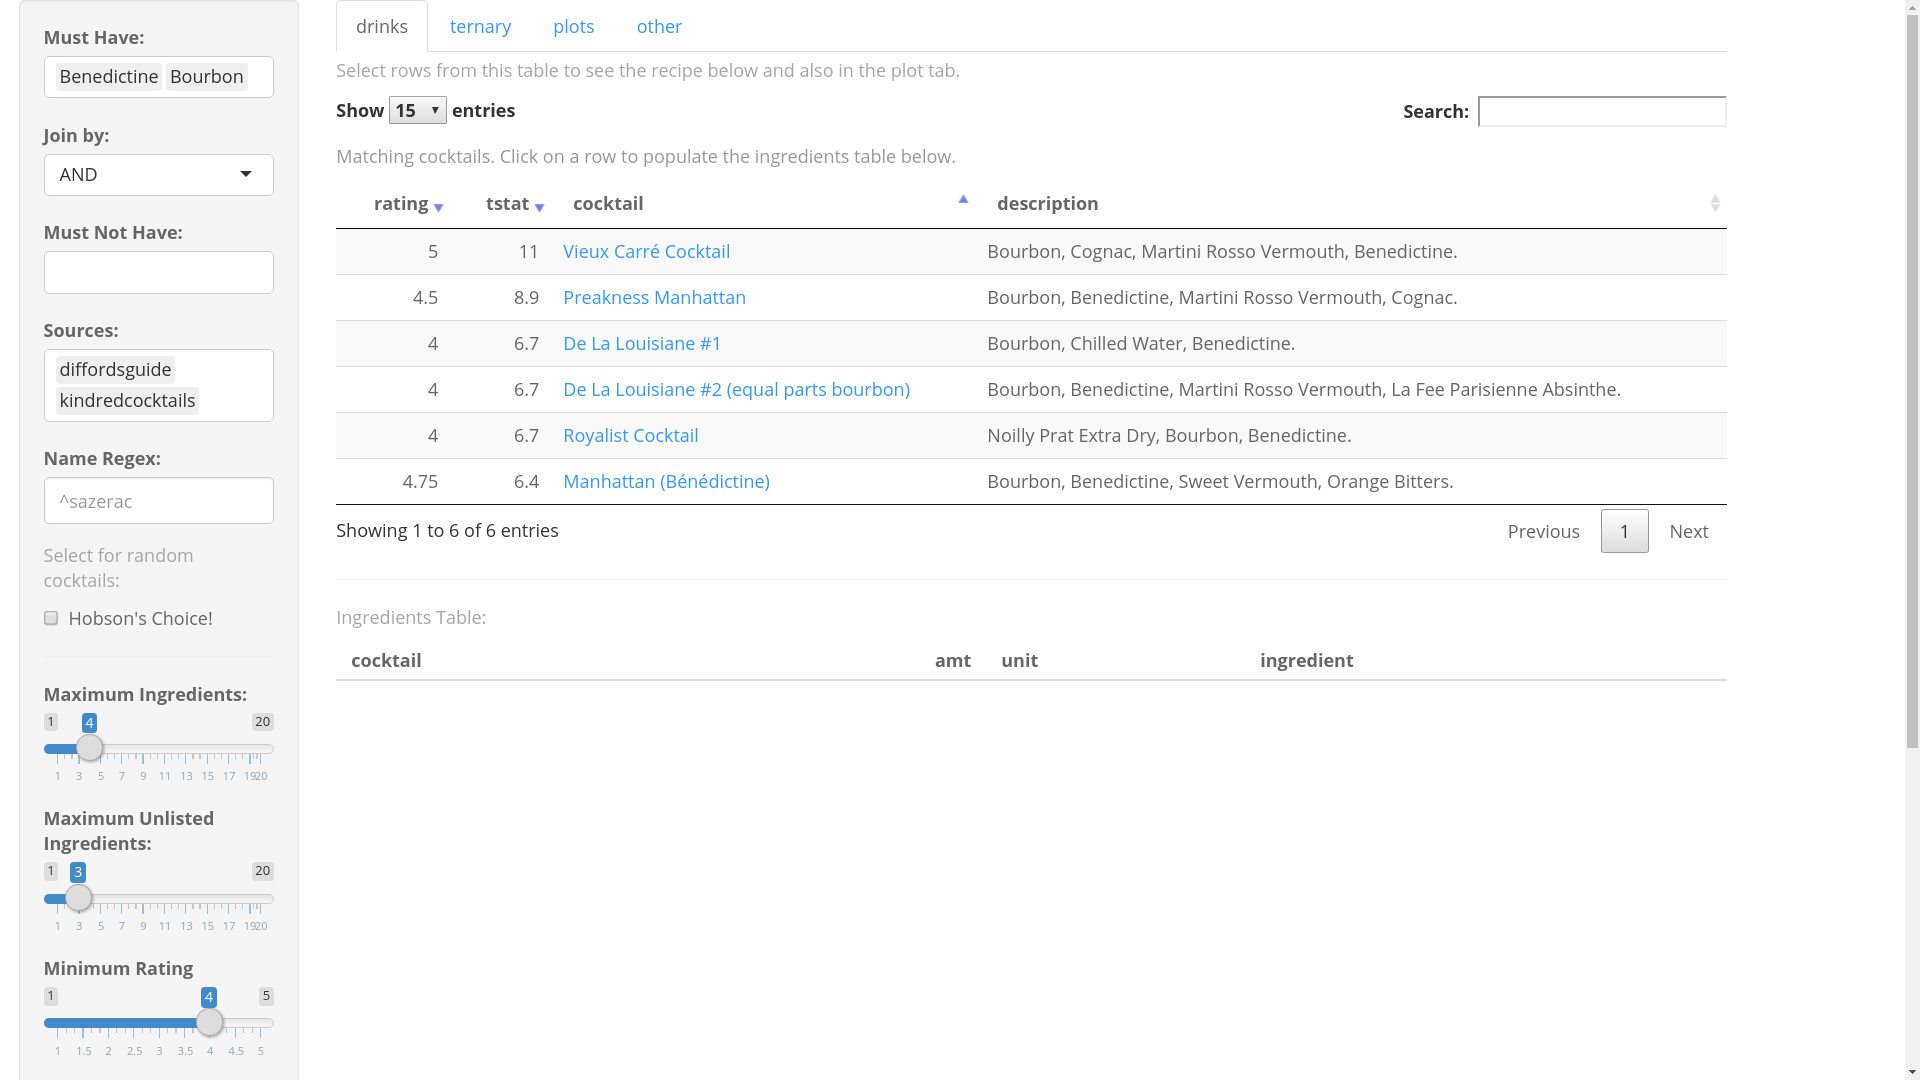 Must Have:
Benedictine Bourbon
Join by:
AND
Must Not Have:
Sources:
diffordsguide
kindredcocktails
Name Regex:
^sazerac
Select for random
cocktails:
Hobson's Choice!
Maximum Ingredients:
1 4 20
1 3 5 7 9 11 13 15 17 19 20
Maximum Unlisted
Ingredients:
1 3 20
1 3 5 7 9 11 13 15 17 19 20
Minimum Rating
1 4 5
1 1.5 2 2.5 3 3.5 4 4.5 5
drinks ternary plots other
Select rows from this table to see the recipe below and also in the plot tab.
Show 15 entries Search:
Matching cocktails. Click on a row to populate the ingredients table below.
rating tstat cocktail description
5 11 Vieux Carré Cocktail Bourbon, Cognac, Martini Rosso Vermouth, Benedictine.
4.5 8.9 Preakness Manhattan Bourbon, Benedictine, Martini Rosso Vermouth, Cognac.
4 6.7 De La Louisiane #1 Bourbon, Chilled Water, Benedictine.
4 6.7 De La Louisiane #2 (equal parts bourbon) Bourbon, Benedictine, Martini Rosso Vermouth, La Fee Parisienne Absinthe.
4 6.7 Royalist Cocktail Noilly Prat Extra Dry, Bourbon, Benedictine.
4.75 6.4 Manhattan (Bénédictine) Bourbon, Benedictine, Sweet Vermouth, Orange Bitters.
Showing 1 to 6 of 6 entries Previous 1 Next
Ingredients Table:
cocktail amt unit ingredient